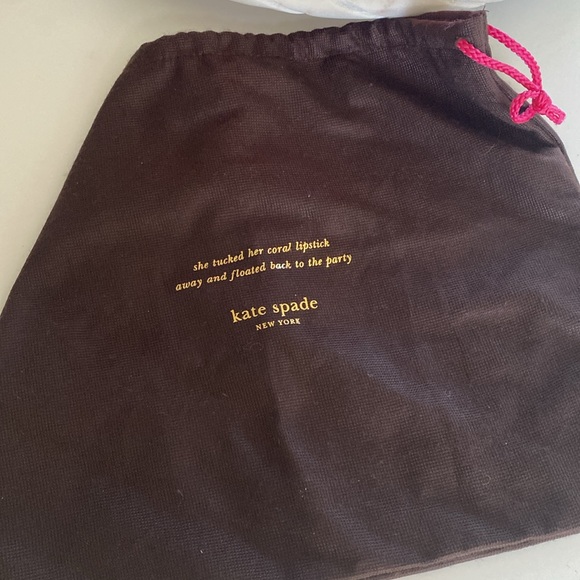 she tucked her coral lipstick
away and floated back to the party
kate spade
NEW YORK